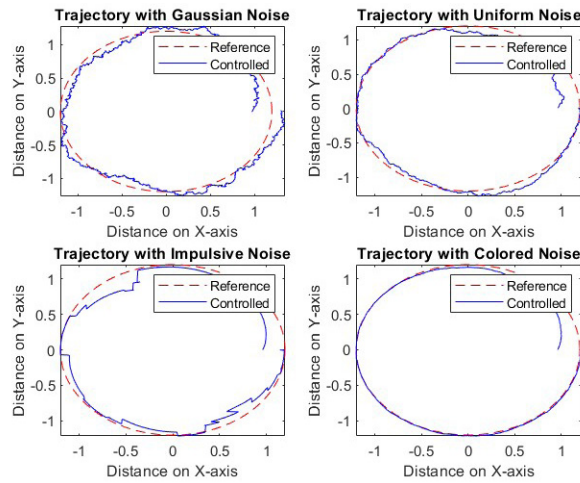 Trajectory with Gaussian Noise
Reference
Controlled
Distance on Y-axis
1
0.5
0
-0.5
-1
-1
-0.5
0
0.5
1
Distance on X-axis
Trajectory with Uniform Noise
Reference
Controlled
Distance on Y-axis
1
0.5
0
-0.5
-1
-1
-0.5
0
0.5
1
Distance on X-axis
Trajectory with Impulsive Noise
Reference
Controlled
Distance on Y-axis
1
0.5
0
-0.5
-1
-1
-0.5
0
0.5
1
Distance on X-axis
Trajectory with Colored Noise
Reference
Controlled
Distance on Y-axis
1
0.5
0
-0.5
-1
-1
-0.5
0
0.5
1
Distance on X-axis